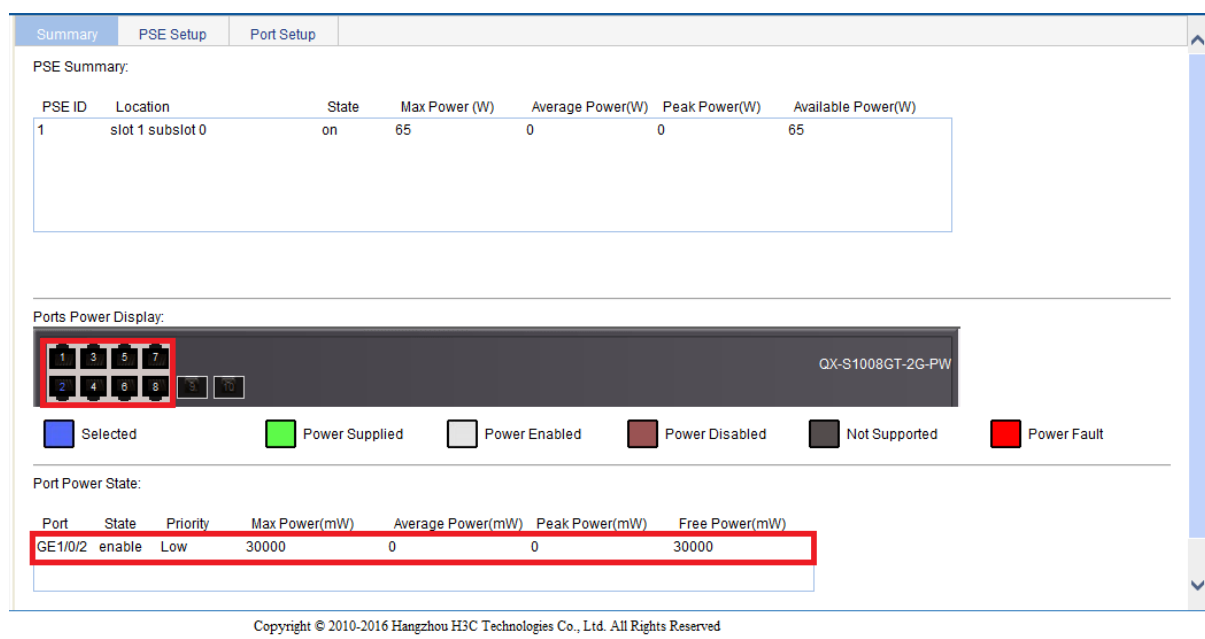 Summary PSE Setup Port Setup
PSE Summary:
PSE ID Location State Max Power (W) Average Power(W) Peak Power(W) Available Power(W)
1 slot 1 subslot 0 on 65 0 0 65
Ports Power Display:
1 3 5 7
QX-S1008GT-2G-PW
2 4 6 8 9 10
Selected Power Supplied Power Enabled Power Disabled Not Supported Power Fault
Port Power State:
Port State Priority Max Power(mW) Average Power(mW) Peak Power(mW) Free Power(mW)
GE1/0/2 enable Low 30000 0 0 30000
Copyright © 2010-2016 Hangzhou H3C Technologies Co., Ltd. All Rights Reserved